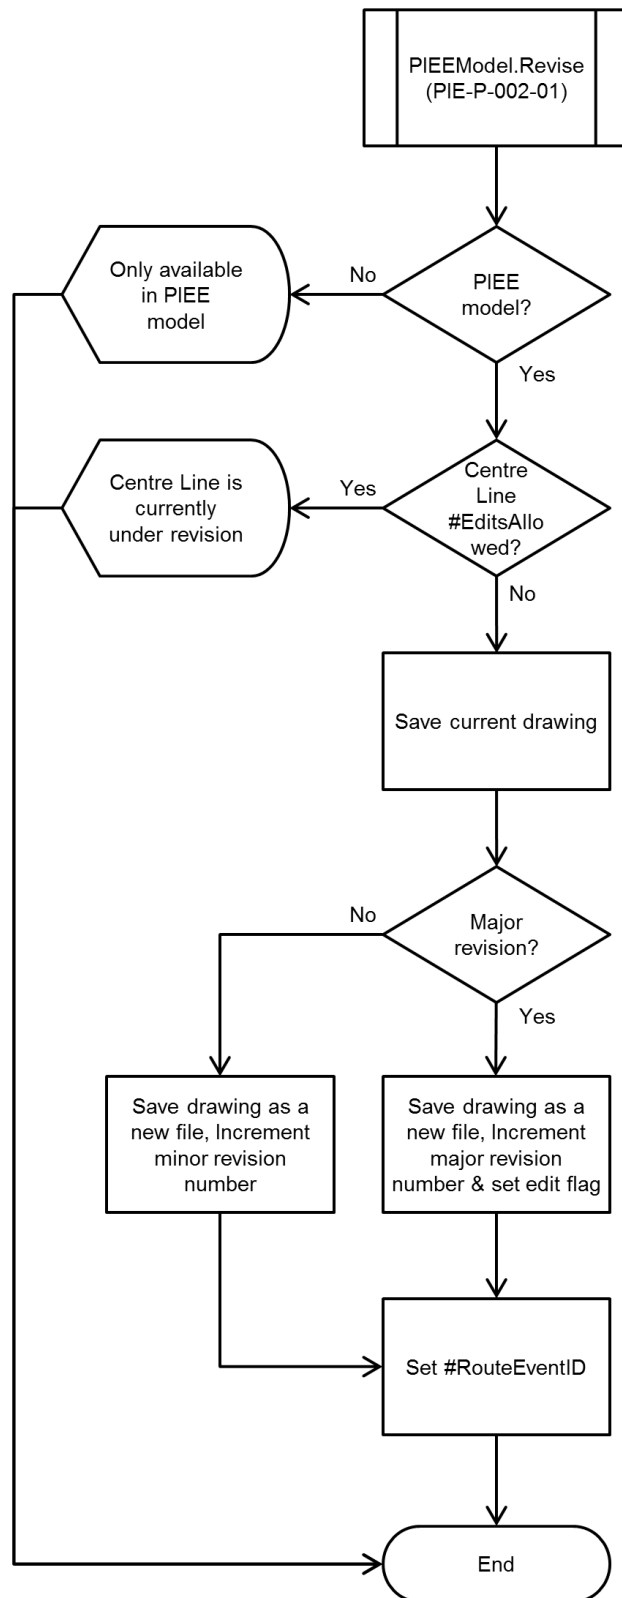 PIEEModel.Revise
(PIE-P-002-01)
Only available
in PIEE
model
No
PIEE
model?
Yes
Centre Line is
currently
under revision
Yes
Centre
Line
#EditsAllo
wed?
No
Save current drawing
No
Major
revision?
Yes
Save drawing as a
new file, Increment
minor revision
number
Save drawing as a
new file, Increment
major revision
number & set edit flag
Set #RouteEventID
End